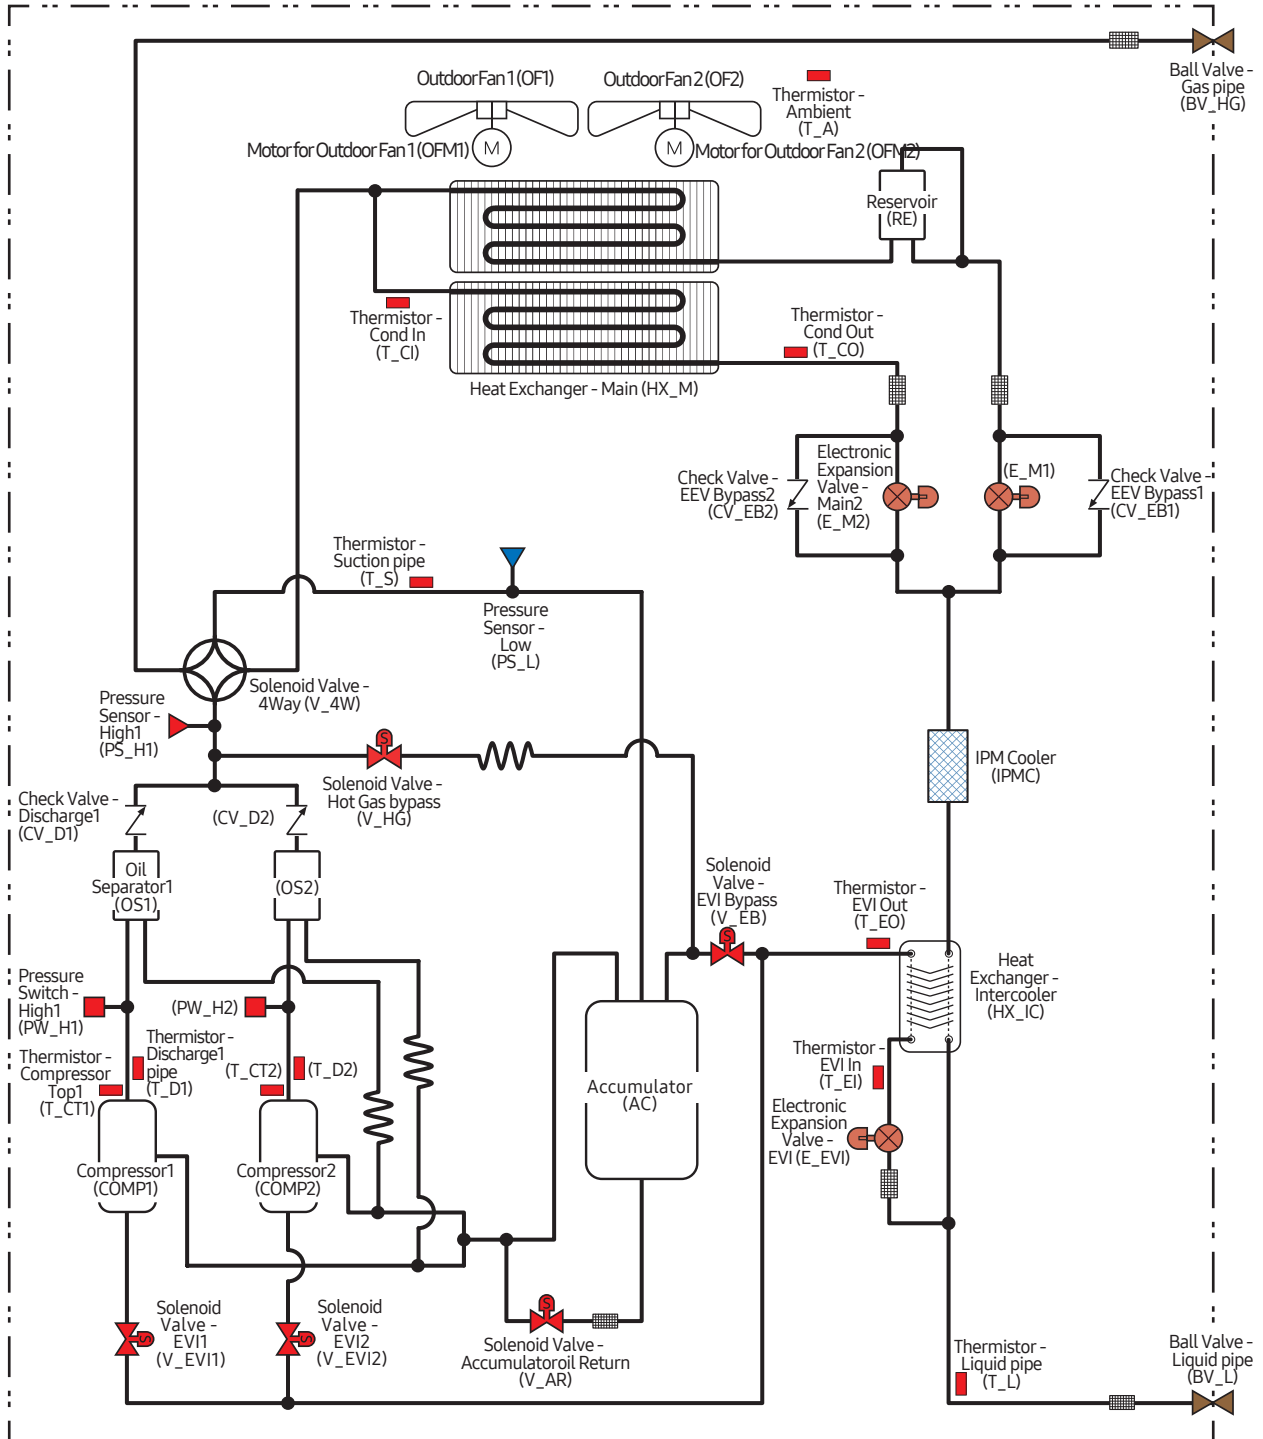 Ball Valve -
Gas pipe
(BV_HG)
Outdoor Fan 1 (OF1)
Outdoor Fan 2 (OF2)
Thermistor -
Ambient
(T_A)
Motor for Outdoor Fan 1 (OFM1)
M
M
Motor for Outdoor Fan 2 (OFM2)
Reservoir
(RE)
Thermistor -
Cond In
(T_CI)
Thermistor -
Cond Out
(T_CO)
Heat Exchanger - Main (HX_M)
Check Valve -
EEV Bypass2
(CV_EB2)
Electronic
Expansion
Valve -
Main2
(E_M2)
(E_M1)
Check Valve -
EEV Bypass1
(CV_EB1)
Thermistor -
Suction pipe
(T_S)
Pressure
Sensor -
Low
(PS_L)
Solenoid Valve -
4Way (V_4W)
Pressure
Sensor -
High1
(PS_H1)
S
Solenoid Valve -
Hot Gas bypass
(V_HG)
IPM Cooler
(IPMC)
Check Valve -
Discharge1
(CV_D1)
(CV_D2)
Oil
Separator1
(OS1)
(OS2)
Solenoid
Valve -
EVI Bypass
(V_EB)
S
Thermistor -
EVI Out
(T_EO)
Heat
Exchanger -
Intercooler
(HX_IC)
Pressure
Switch -
High1
(PW_H1)
(PW_H2)
Thermistor -
Discharge1
pipe
(T_D1)
Thermistor -
Compressor
Top1
(T_CT1)
(T_CT2)
(T_D2)
Thermistor -
EVI In
(T_EI)
Accumulator
(AC)
Electronic
Expansion
Valve -
EVI (E_EVI)
Compressor1
(COMP1)
Compressor2
(COMP2)
Solenoid
Valve -
EVI1
(V_EVI1)
S
Solenoid
Valve -
EVI2
(V_EVI2)
S
S
Solenoid Valve -
Accumulatoroil Return
(V_AR)
Thermistor -
Liquid pipe
(T_L)
Ball Valve -
Liquid pipe
(BV_L)